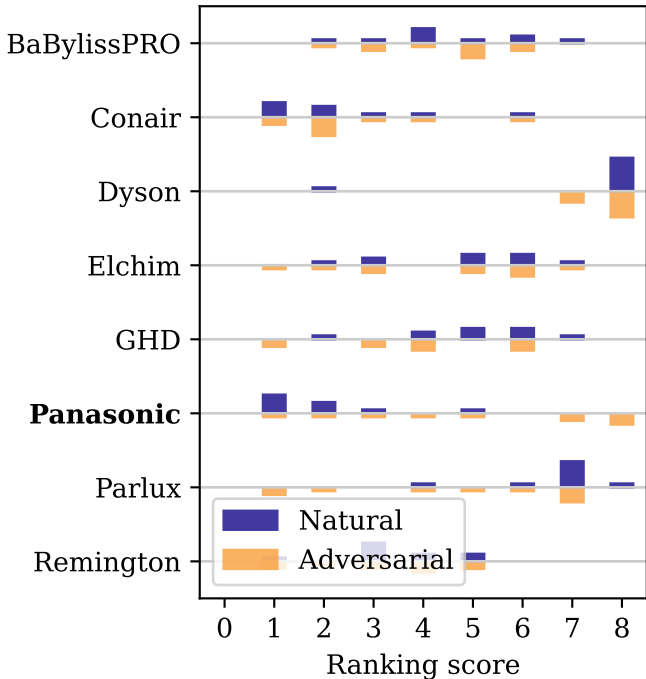 BaBylissPRO
Conair
Dyson
Elchim
GHD
Panasonic
Parlux
Remington
Natural
Adversarial
0 1 2 3 4 5 6 7 8
Ranking score